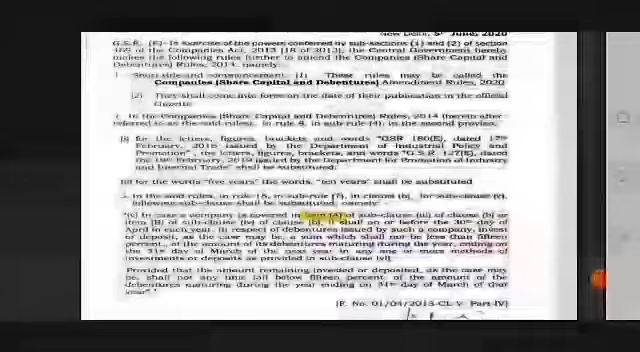 New Delhi, 5th June, 2020
G.S.R. (E).-In exercise of the powers conferred by sub-sections (1) and (2) of section
469 of the Companies Act, 2013 (18 of 2013), the Central Government hereby
makes the following rules further to amend the Companies (Share Capital and
Debentures) Rules, 2014, namely:
1. Short title and commencement.-(1) These rules may be called the
Companies (Share Capital and Debentures) Amendment Rules, 2020
(2) They shall come into force on the date of their publication in the official
Gazette.
2. In the Companies (Share Capital and Debentures) Rules, 2014 (herein after
referred to as the said rules), in rule 8, in sub-rule (4), in the second proviso,
(i) for the letters, figures, brackets and words "GSR 180(E), dated 17th
February, 2016 issued by the Department of Industrial Policy and
Promotion", the letters, figures, brackets, and words "G.S.R. 127(E), dated
the 19th February, 2019 issued by the Department for Promotion of Industry
and Internal Trade" shall be substituted;
(ii) for the words "five years" the words, "ten years" shall be substituted
3. In the said rules, in rule 18, in sub-rule (7), in clause (b), for sub-clause (v),
following sub-clause shall be substituted, namely:
"(v) In case a company is covered in item (A) of sub-clause (iii) of clause (b) or
item (B) of sub-clause (iv) of clause (b), it shall on or before the 30th day of
April in each year, in respect of debentures issued by such a company, invest
or deposit, as the case may be, a sum which shall not be less than fifteen
percent., of the amount of its debentures maturing during the year, ending on
the 31st day of March of the next year in any one or more methods of
investments or deposits as provided in sub-clause (vi):
Provided that the amount remaining invested or deposited, as the case may
be, shall not any time fall below fifteen percent. of the amount of the
debentures maturing during the year ending on 31st day of March of that
year"."
[F. No. 01/04/2013-CL-V-Part-IV]